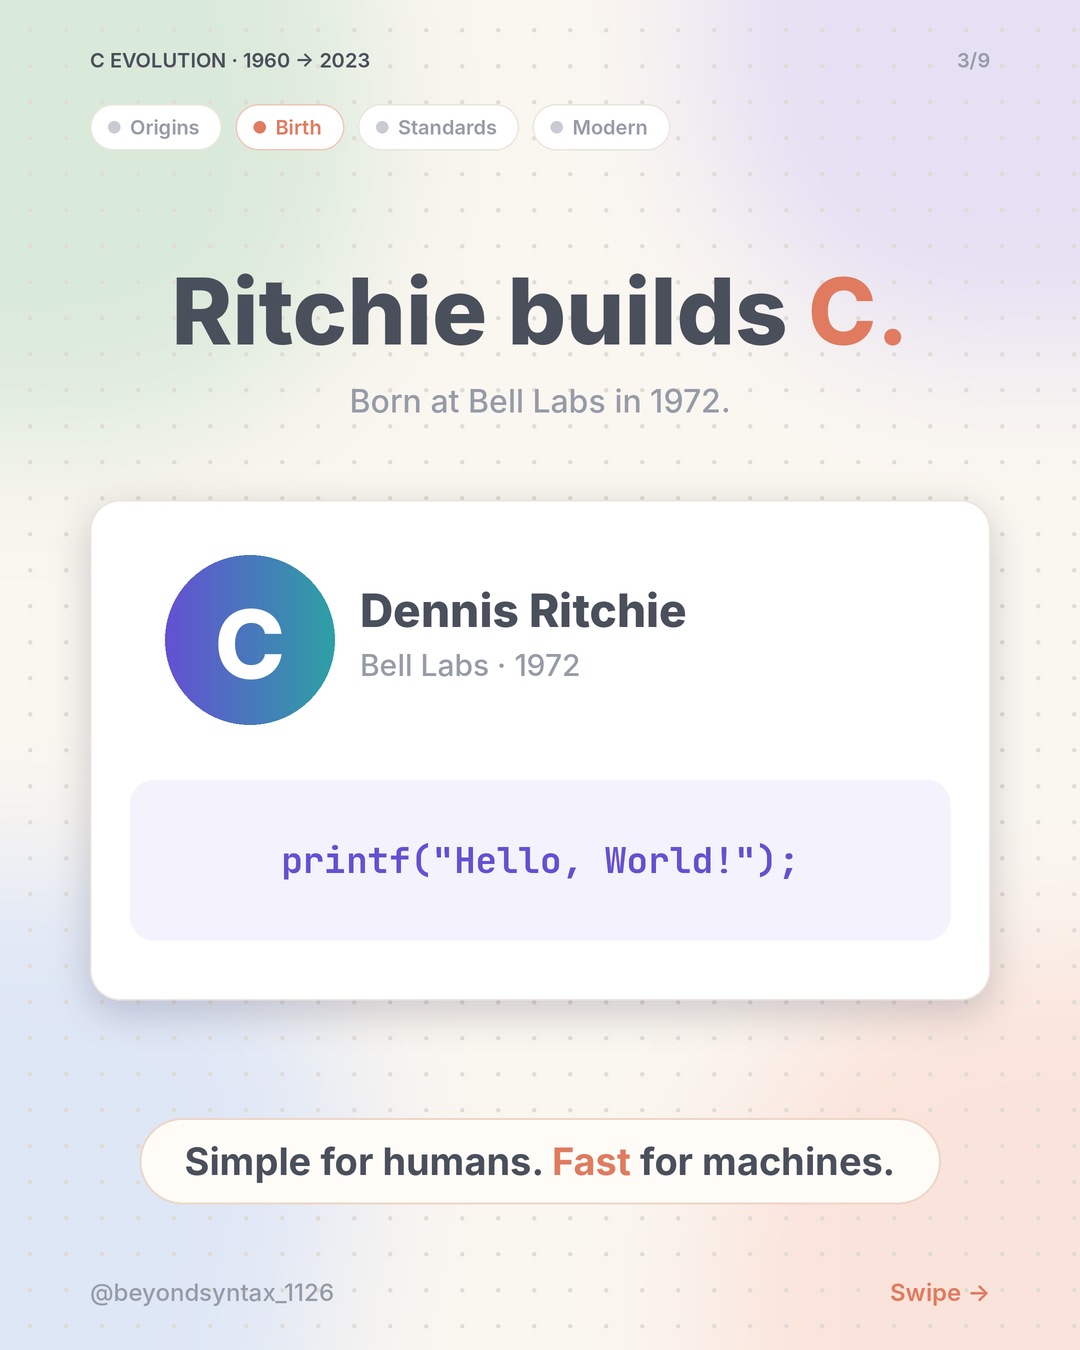 C EVOLUTION · 1960 → 2023
3/9
Origins
Birth
Standards
Modern
Ritchie builds C.
Born at Bell Labs in 1972.
C
Dennis Ritchie
Bell Labs · 1972
printf("Hello, World!");
Simple for humans. Fast for machines.
@beyondsyntax_1126
Swipe →